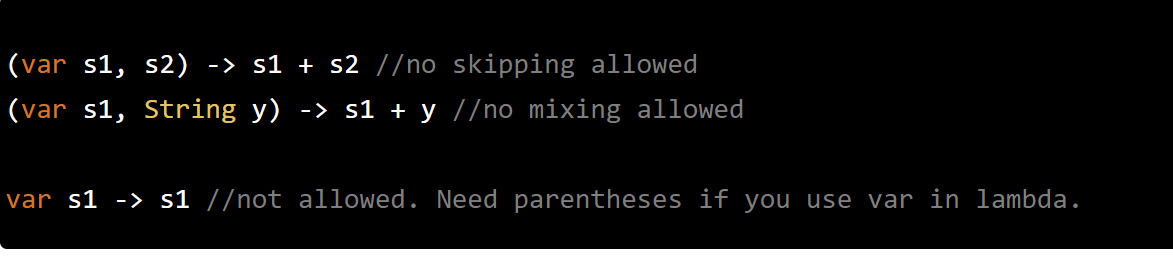 (var s1, s2) -> s1 + s2 //no skipping allowed
(var s1, String y) -> s1 + y //no mixing allowed
var s1 -> s1 //not allowed. Need parentheses if you use var in lambda.